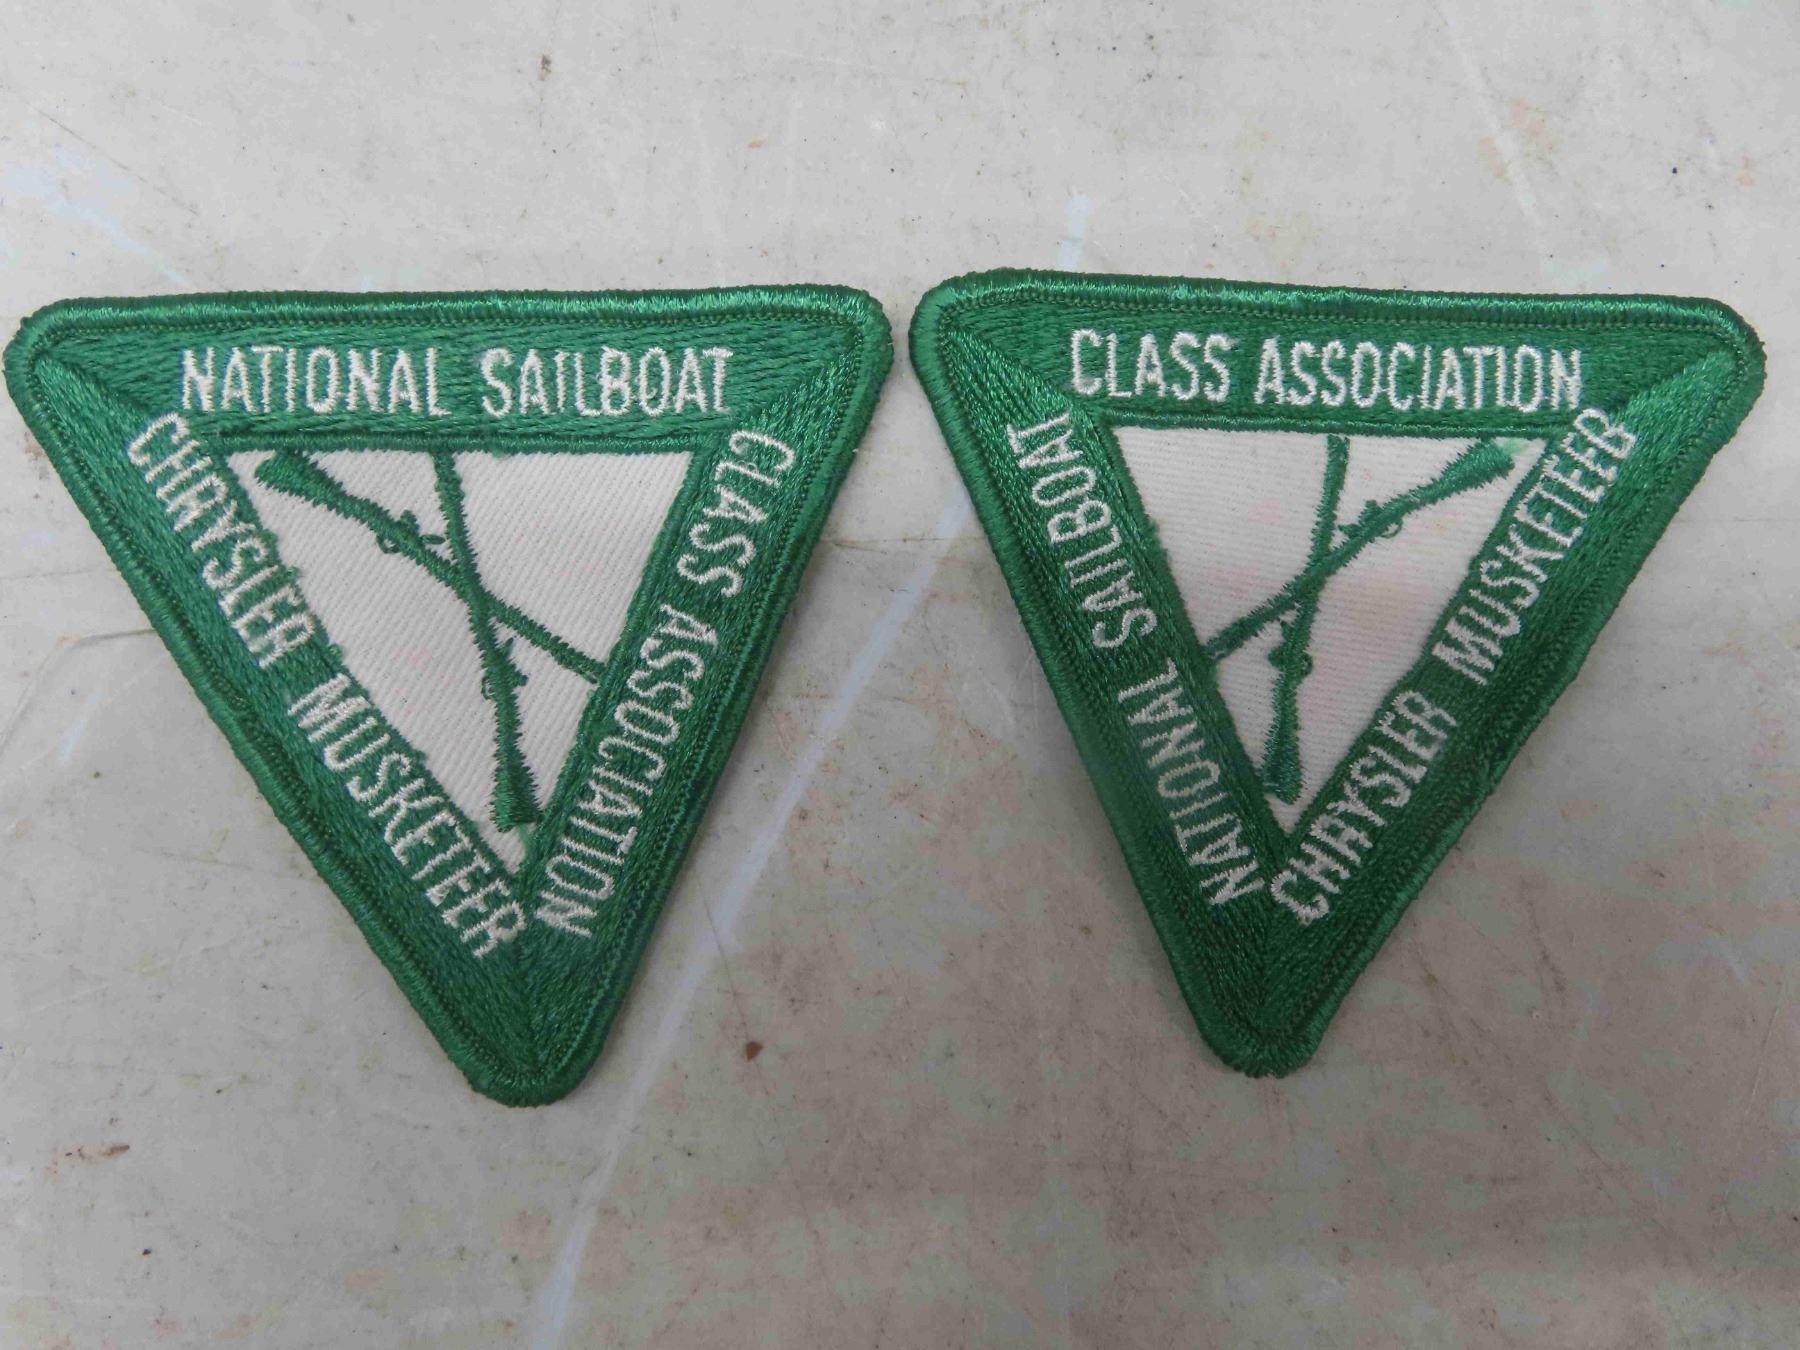 NATIONAL SAILBOAT
CLASS ASSOCIATION
CHRYSLER MUSKETEER
CLASS ASSOCIATION
CHRYSLER MUSKETEER
NATIONAL SAILBOAT